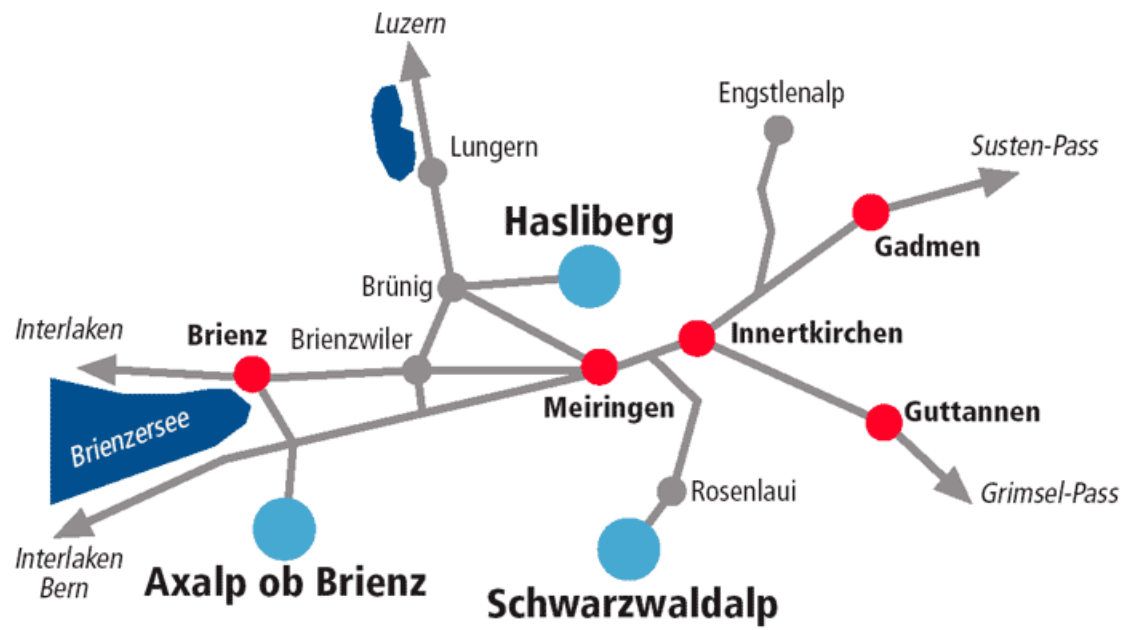 Luzern
Engstlenalp
Lungern
Susten-Pass
Hasliberg
Gadmen
Brünig
Interlaken
Brienz
Brienzwiler
Innertkirchen
Meiringen
Guttannen
Brienzersee
Rosenlaui
Grimsel-Pass
Interlaken
Bern
Axalp ob Brienz
Schwarzwaldalp